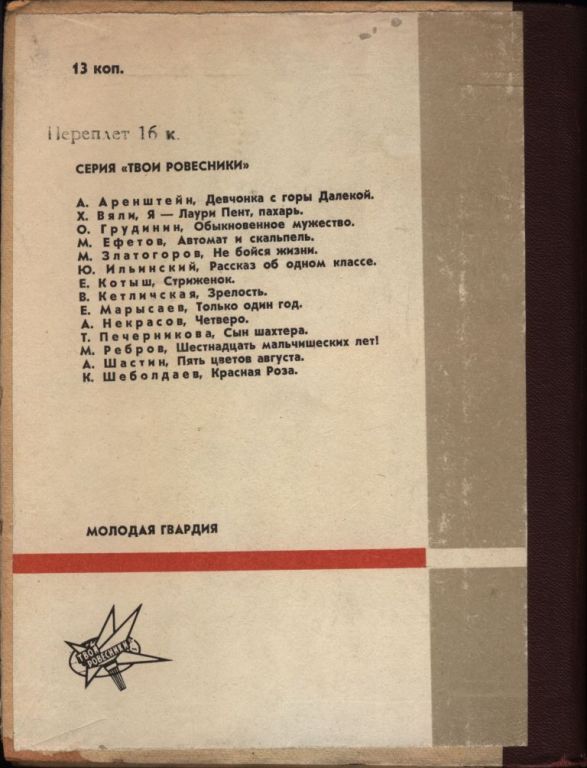 13 коп.
Переплет 16 к.
СЕРИЯ «ТВОИ РОВЕСНИКИ»
А. Аренштейн, Девчонка с горы Далекой.
Х. Вяли, Я — Лаури Пент, пахарь.
О. Грудинин, Обыкновенное мужество.
М. Ефетов, Автомат и скальпель.
М. Златогоров, Не бойся жизни.
Ю. Ильинский, Рассказ об одном классе.
Е. Котыш, Стриженок.
В. Кетличская, Зрелость.
Е. Марысаев, Только один год.
А. Некрасов, Четверо.
Т. Печерникова, Сын шахтера.
М. Ребров, Шестнадцать мальчишеских лет!
А. Шастин, Пять цветов августа.
К. Шеболдаев, Красная Роза.
МОЛОДАЯ ГВАРДИЯ
ТВОИ
РОВЕСНИКИ